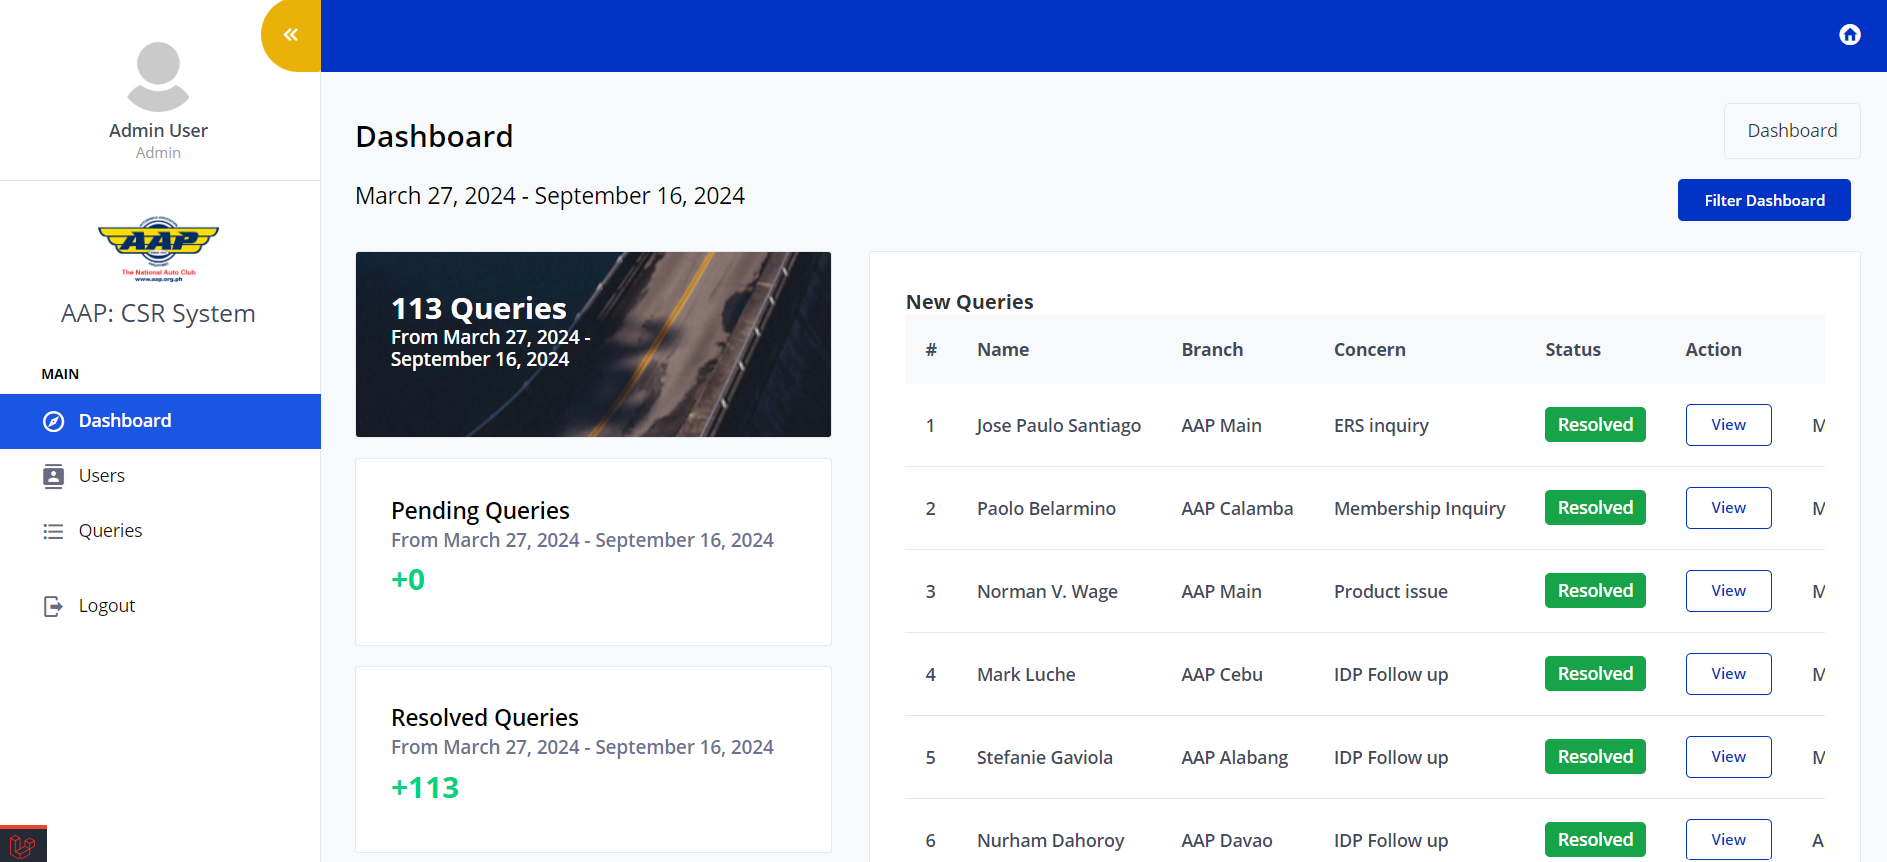 Admin User
Admin
AAP
The National Auto Club
www.aap.org.ph
AAP: CSR System
MAIN
Dashboard
Users
Queries
Logout
Dashboard
Dashboard
March 27, 2024 - September 16, 2024
Filter Dashboard
113 Queries
From March 27, 2024 -
September 16, 2024
Pending Queries
From March 27, 2024 - September 16, 2024
+0
Resolved Queries
From March 27, 2024 - September 16, 2024
+113
New Queries
# Name Branch Concern Status Action
1 Jose Paulo Santiago AAP Main ERS inquiry Resolved View M
2 Paolo Belarmino AAP Calamba Membership Inquiry Resolved View M
3 Norman V. Wage AAP Main Product issue Resolved View M
4 Mark Luche AAP Cebu IDP Follow up Resolved View M
5 Stefanie Gaviola AAP Alabang IDP Follow up Resolved View M
6 Nurham Dahoroy AAP Davao IDP Follow up Resolved View A